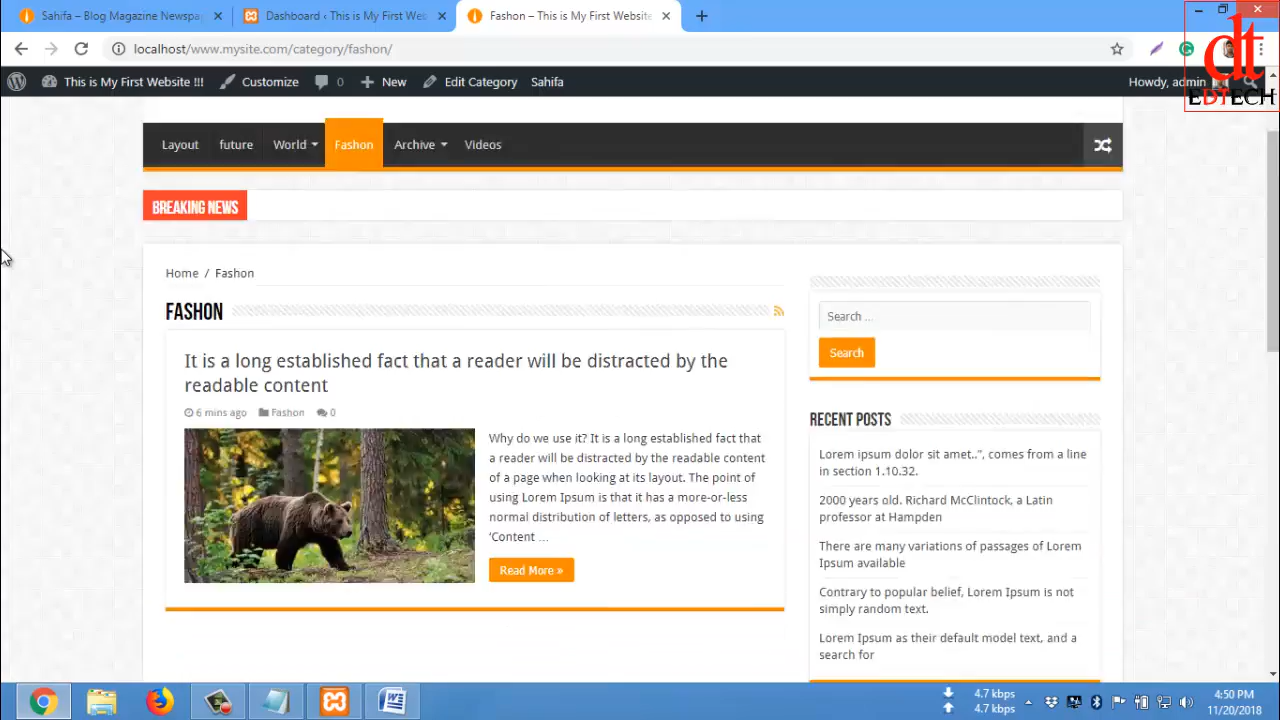 Sahifa – Blog Magazine Newspap
Dashboard ‹ This is My First Web
Fashon – This is My First Website
localhost/www.mysite.com/category/fashon/
This is My First Website !!!
Customize
0
New
Edit Category
Sahifa
Howdy, admin
dt
EDTECH
Layout
future
World
Fashon
Archive
Videos
BREAKING NEWS
Home / Fashon
FASHON
It is a long established fact that a reader will be distracted by the
readable content
6 mins ago
Fashon
0
Why do we use it? It is a long established fact that
a reader will be distracted by the readable content
of a page when looking at its layout. The point of
using Lorem Ipsum is that it has a more-or-less
normal distribution of letters, as opposed to using
‘Content ...
Read More »
Search ...
Search
RECENT POSTS
Lorem ipsum dolor sit amet..”, comes from a line
in section 1.10.32.
2000 years old. Richard McClintock, a Latin
professor at Hampden
There are many variations of passages of Lorem
Ipsum available
Contrary to popular belief, Lorem Ipsum is not
simply random text.
Lorem Ipsum as their default model text, and a
search for
4.7 kbps
4.7 kbps
4:50 PM
11/20/2018